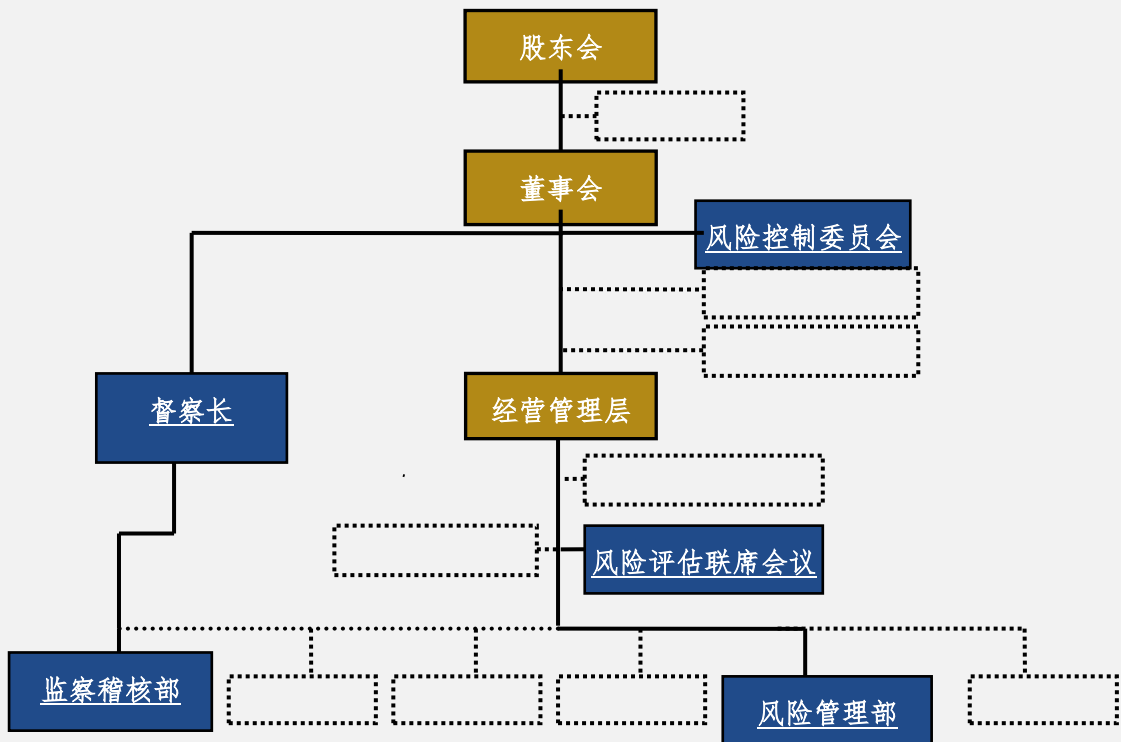 股东会
董事会
风险控制委员会
督察长
经营管理层
风险评估联席会议
监察稽核部
风险管理部